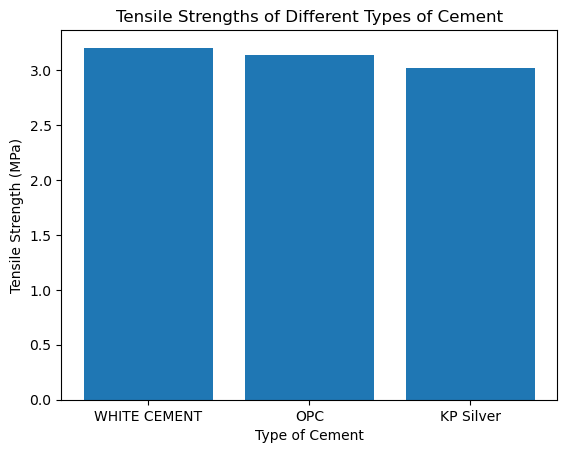 Tensile Strengths of Different Types of Cement
Tensile Strength (MPa)
3.0
2.5
2.0
1.5
1.0
0.5
0.0
WHITE CEMENT
OPC
KP Silver
Type of Cement